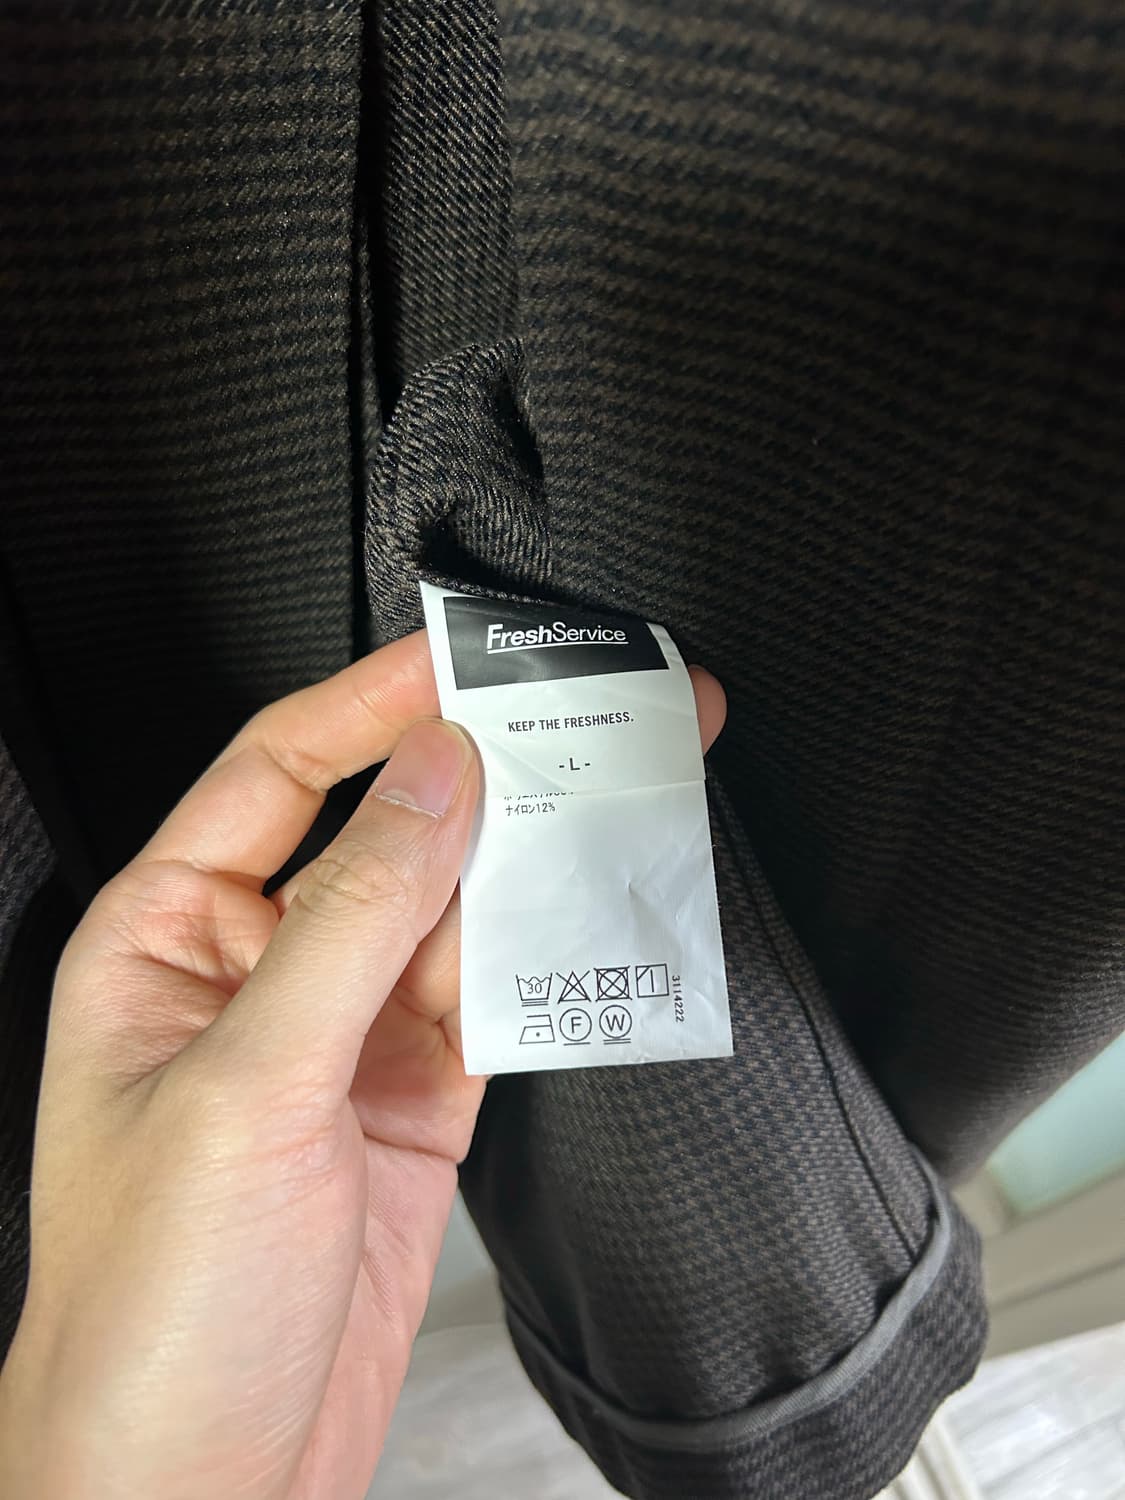 FreshService
KEEP THE FRESHNESS.
- L -
ナイロン12%
30
F W
3114222